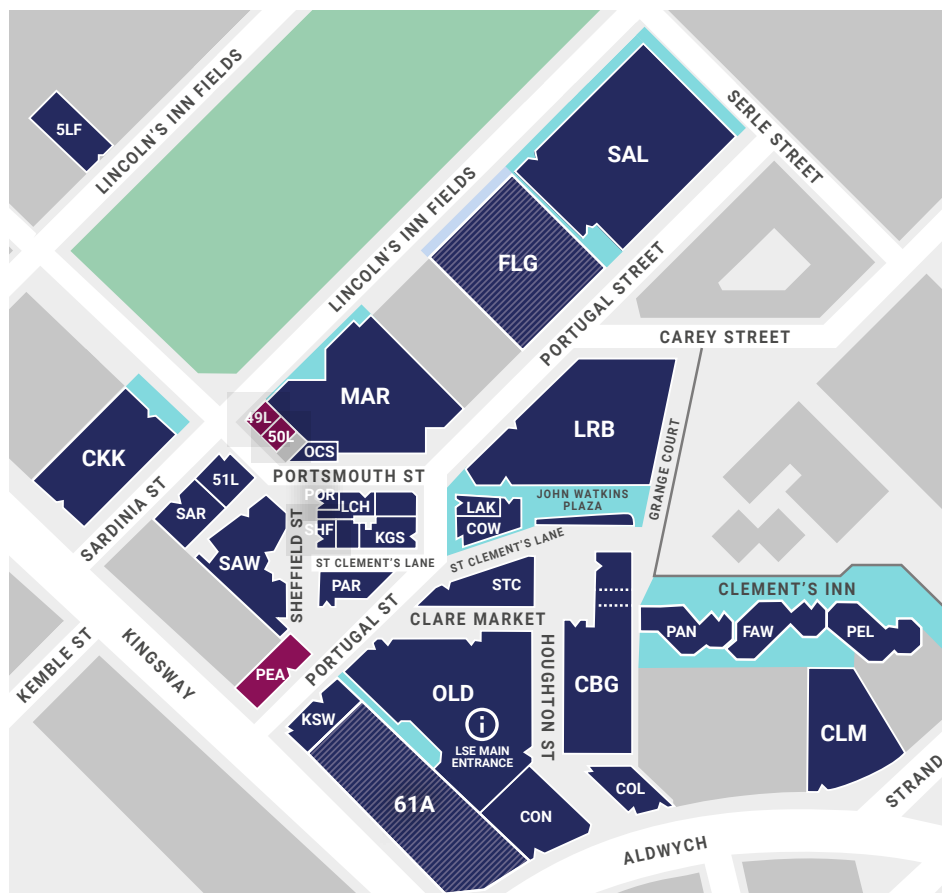 5LF
LINCOLN'S INN FIELDS
SAL
SERLE STREET
LINCOLN'S INN FIELDS
FLG
PORTUGAL STREET
CAREY STREET
MAR
49L
50L
OCS
LRB
CKK
GRANGE COURT
PORTSMOUTH ST
51L
POR
LCH
LAK
JOHN WATKINS
PLAZA
SARDINIA ST
SAR
SHF
KGS
COW
SAW
SHEFFIELD ST
ST CLEMENT'S LANE
ST CLEMENT'S LANE
PAR
STC
CLEMENT'S INN
CLARE MARKET
PORTUGAL ST
PAN
FAW
PEL
KEMBLE ST
KINGSWAY
PEA
HOUGHTON ST
CBG
OLD
LSE MAIN
ENTRANCE
KSW
CLM
61A
COL
CON
STRAND
ALDWYCH